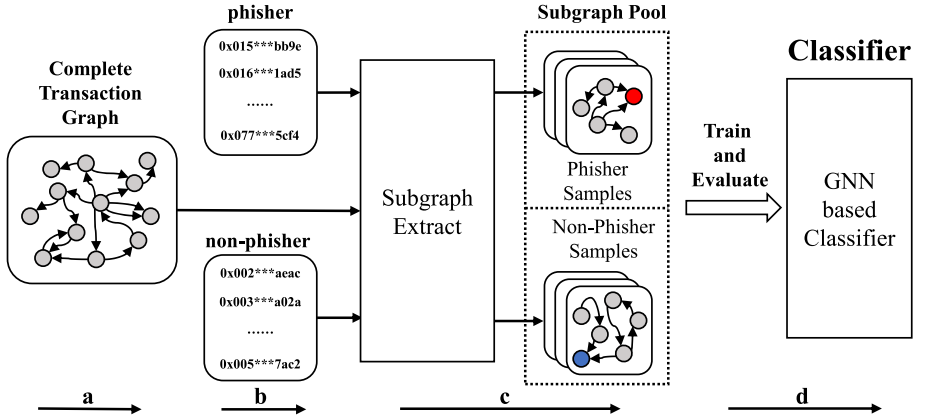 Complete
Transaction
Graph
phisher
0x015***bb9e
0x016***1ad5
......
0x077***5cf4
non-phisher
0x002***aeac
0x003***a02a
......
0x005***7ac2
Subgraph
Extract
Subgraph Pool
Phisher
Samples
Non-Phisher
Samples
Train
and
Evaluate
Classifier
GNN
based
Classifier
a
b
c
d